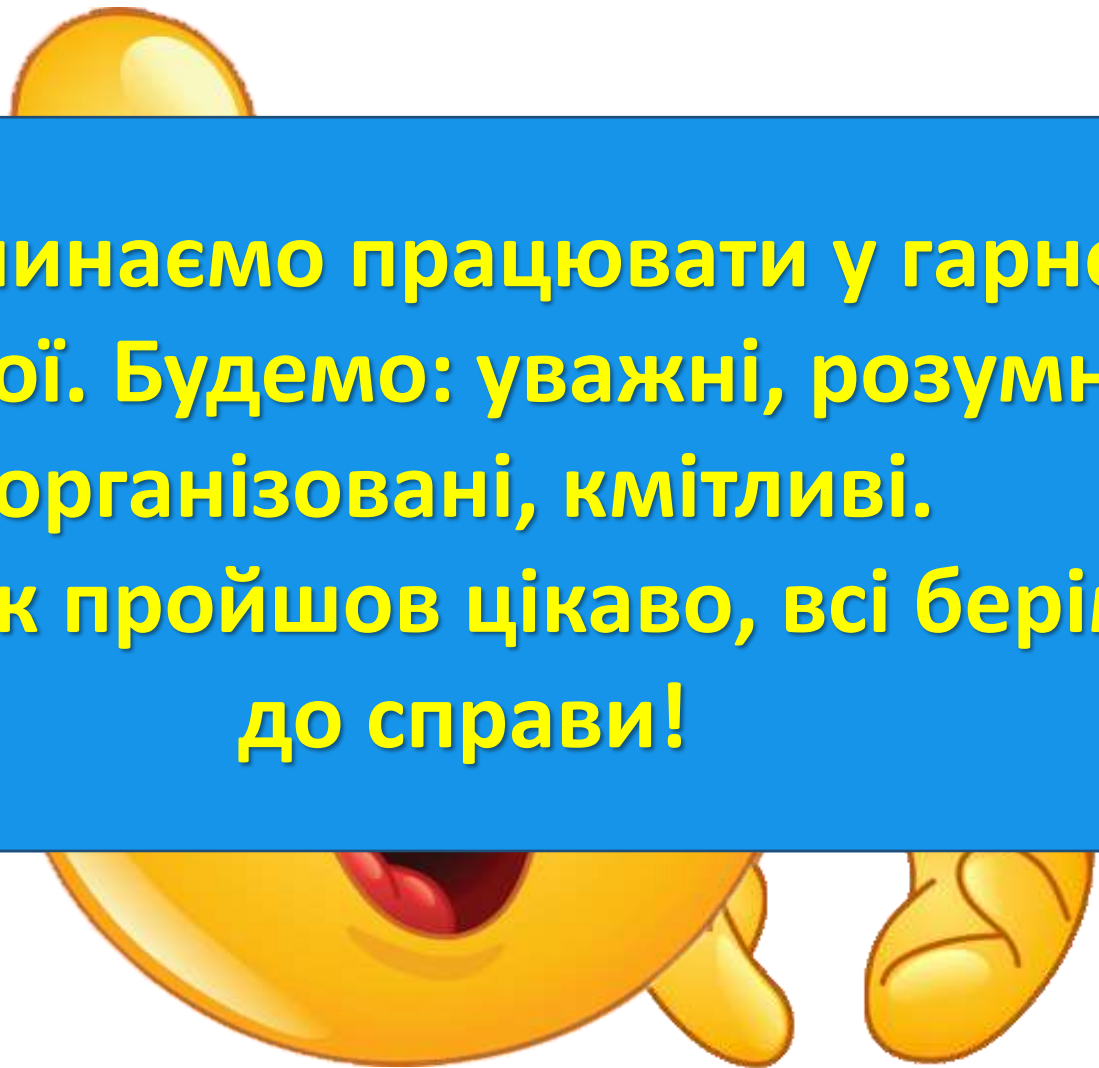 инаємо працювати у гарн
ої. Будемо: уважні, розумн
організовані, кмітливі.
к пройшов цікаво, всі бері
до справи!